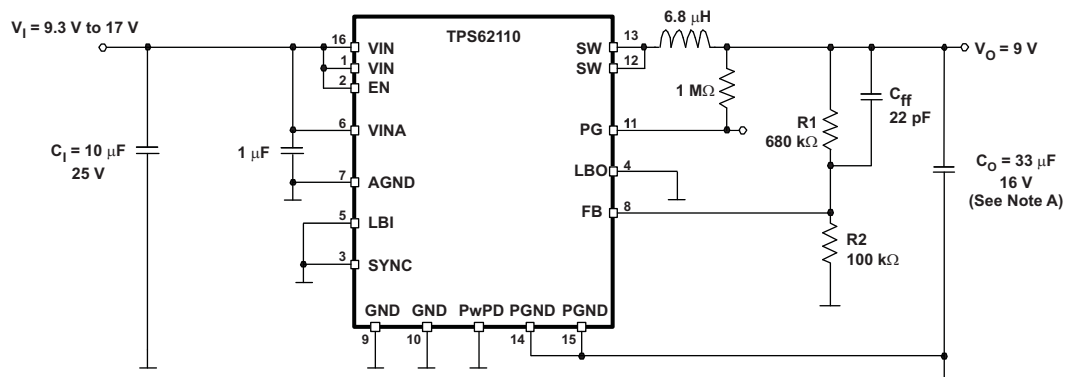 V_I = 9.3 V to 17 V
TPS62110
6.8 μH
16 VIN
1 VIN
2 EN
6 VINA
7 AGND
5 LBI
3 SYNC
SW 13
SW 12
PG 11
LBO 4
FB 8
V_O = 9 V
1 MΩ
C_ff
22 pF
R1
680 kΩ
C_I = 10 μF
25 V
1 μF
C_O = 33 μF
16 V
(See Note A)
R2
100 kΩ
GND GND PwPD PGND PGND
9 10 14 15